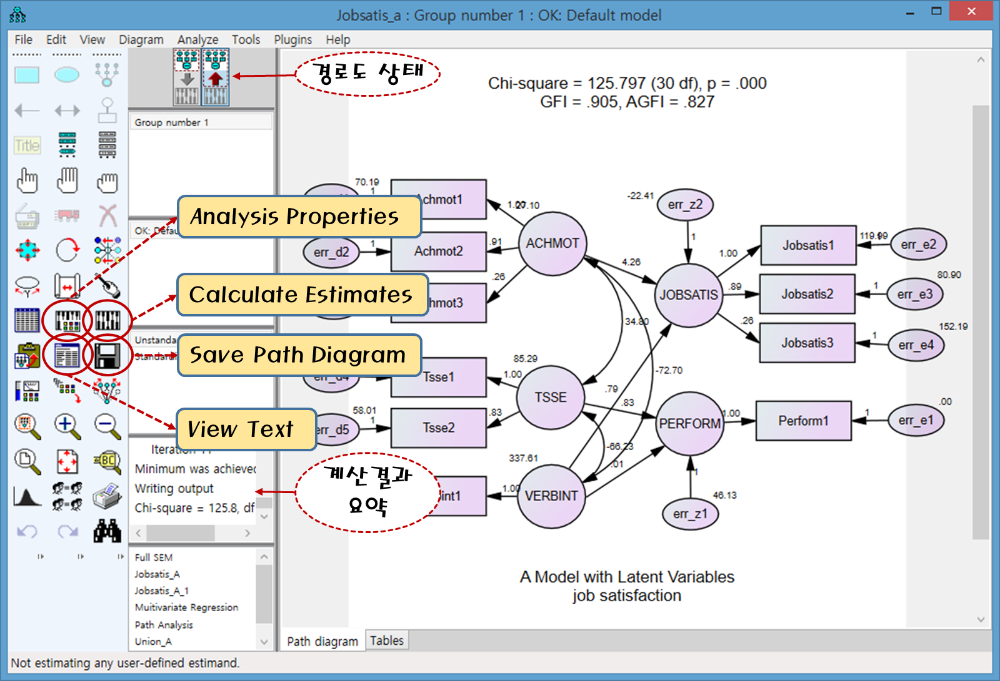 Jobsatis_a : Group number 1 : OK: Default model
File Edit View Diagram Analyze Tools Plugins Help
경로도 상태
Title
Group number 1
OK: Defau
Unstanda
Standard
Analysis Properties
Calculate Estimates
Save Path Diagram
View Text
Iteration 11
Minimum was achieved
Writing output
Chi-square = 125.8, df
계산결과
요약
Full SEM
Jobsatis_A
Jobsatis_A_1
Muitivariate Regression
Path Analysis
Union_A
Chi-square = 125.797 (30 df), p = .000
GFI = .905, AGFI = .827
70.19
1
Achmot1
1.00
27.10
err_d2
1
Achmot2
.91
ACHMOT
.26
hmot3
-22.41
err_z2
1
4.26
JOBSATIS
1.00
Jobsatis1
119.99
err_e2
.89
Jobsatis2
1
80.90
err_e3
.26
Jobsatis3
1
152.19
err_e4
34.80
-72.70
85.29
err_d4
Tsse1
1.00
TSSE
58.01
err_d5
1
Tsse2
.83
.79
.83
PERFORM
1.00
Perform1
1
.00
err_e1
-66.23
.01
337.61
int1
1.00
VERBINT
1
46.13
err_z1
A Model with Latent Variables
job satisfaction
Path diagram Tables
Not estimating any user-defined estimand.